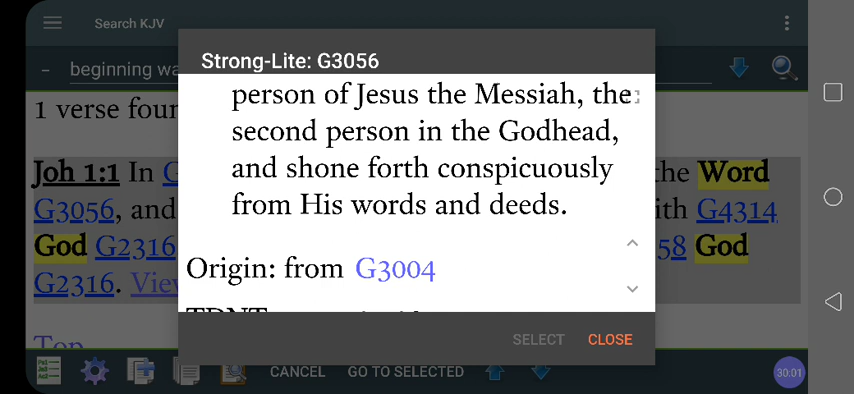 Search KJV
- beginning wa
Strong-Lite: G3056
1 verse foun
person of Jesus the Messiah, the
second person in the Godhead,
and shone forth conspicuously
from His words and deeds.
Origin: from G3004
TDNT
Joh 1:1 In G
the Word
G3056, and
ith G4314
God G2316
58 God
G2316. View
Top
SELECT CLOSE
CANCEL GO TO SELECTED
30:01